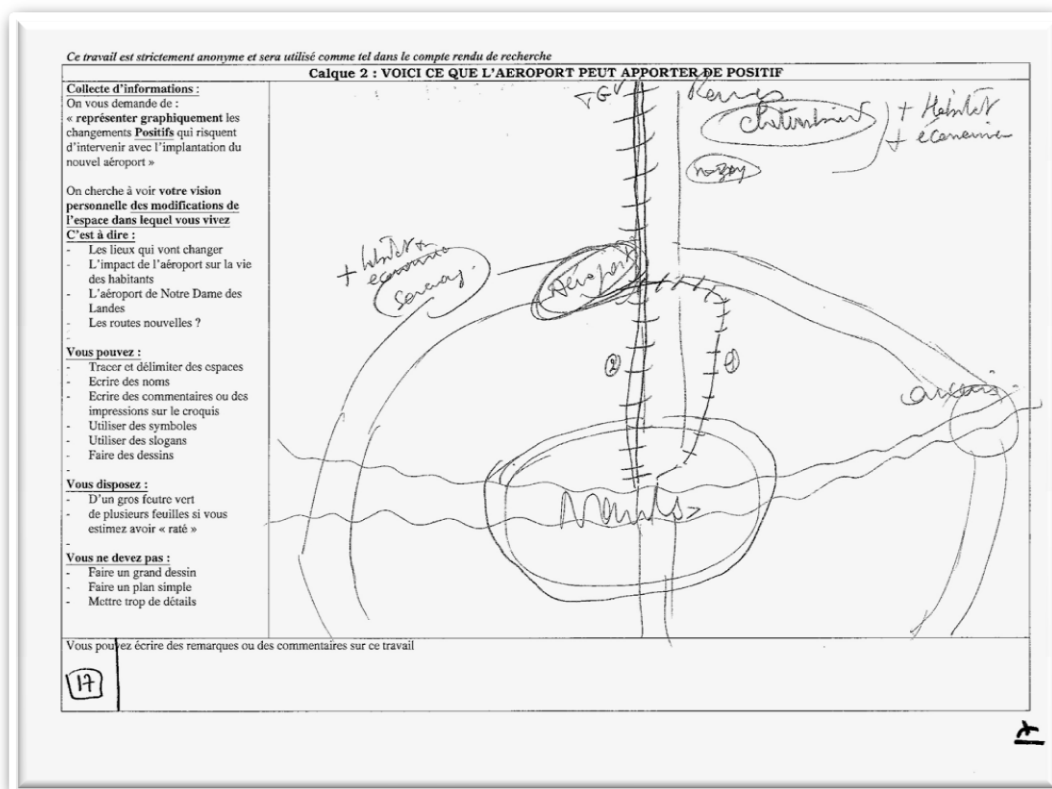 Ce travail est strictement anonyme et sera utilisé comme tel dans le compte rendu de recherche
Calque 2 : VOICI CE QUE L'AEROPORT PEUT APPORTER DE POSITIF
Collecte d'informations :
On vous demande de :
« représenter graphiquement les
changements Positifs qui risquent
d'intervenir avec l'implantation du
nouvel aéroport »
On cherche à voir votre vision
personnelle des modifications de
l'espace dans lequel vous vivez
C'est à dire :
- Les lieux qui vont changer
- L'impact de l'aéroport sur la vie
des habitants
- L'aéroport de Notre Dame des
Landes
- Les routes nouvelles ?
-
Vous pouvez :
- Tracer et délimiter des espaces
- Ecrire des noms
- Ecrire des commentaires ou des
impressions sur le croquis
- Utiliser des symboles
- Utiliser des slogans
- Faire des dessins
-
Vous disposez :
- D'un gros feutre vert
- de plusieurs feuilles si vous
estimez avoir « raté »
-
Vous ne devez pas :
- Faire un grand dessin
- Faire un plan simple
- Mettre trop de détails
TGV
Rennes
Chateaubriant
+ Habitat
+ économie
nozay
+ habitat +
économie
Savenay
Aéroport
2
1
ancenis
Nantes
Vous pouvez écrire des remarques ou des commentaires sur ce travail
17